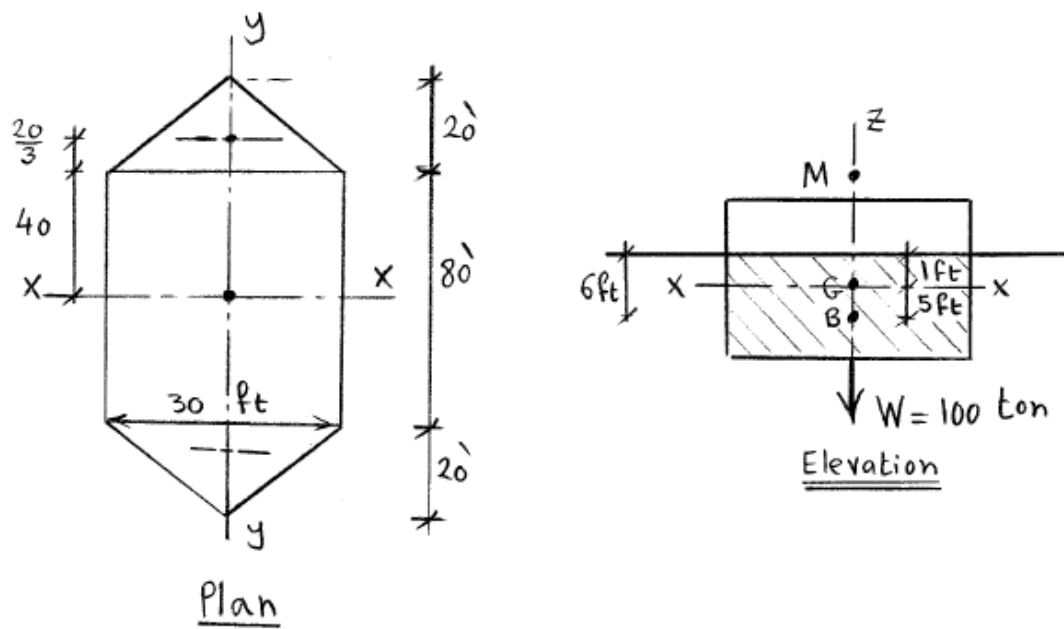 y
20/3
40
x
x
20`
80`
20`
30 ft
y
Plan
z
M
6ft
x
G
B
1ft
5ft
x
W = 100 ton
Elevation